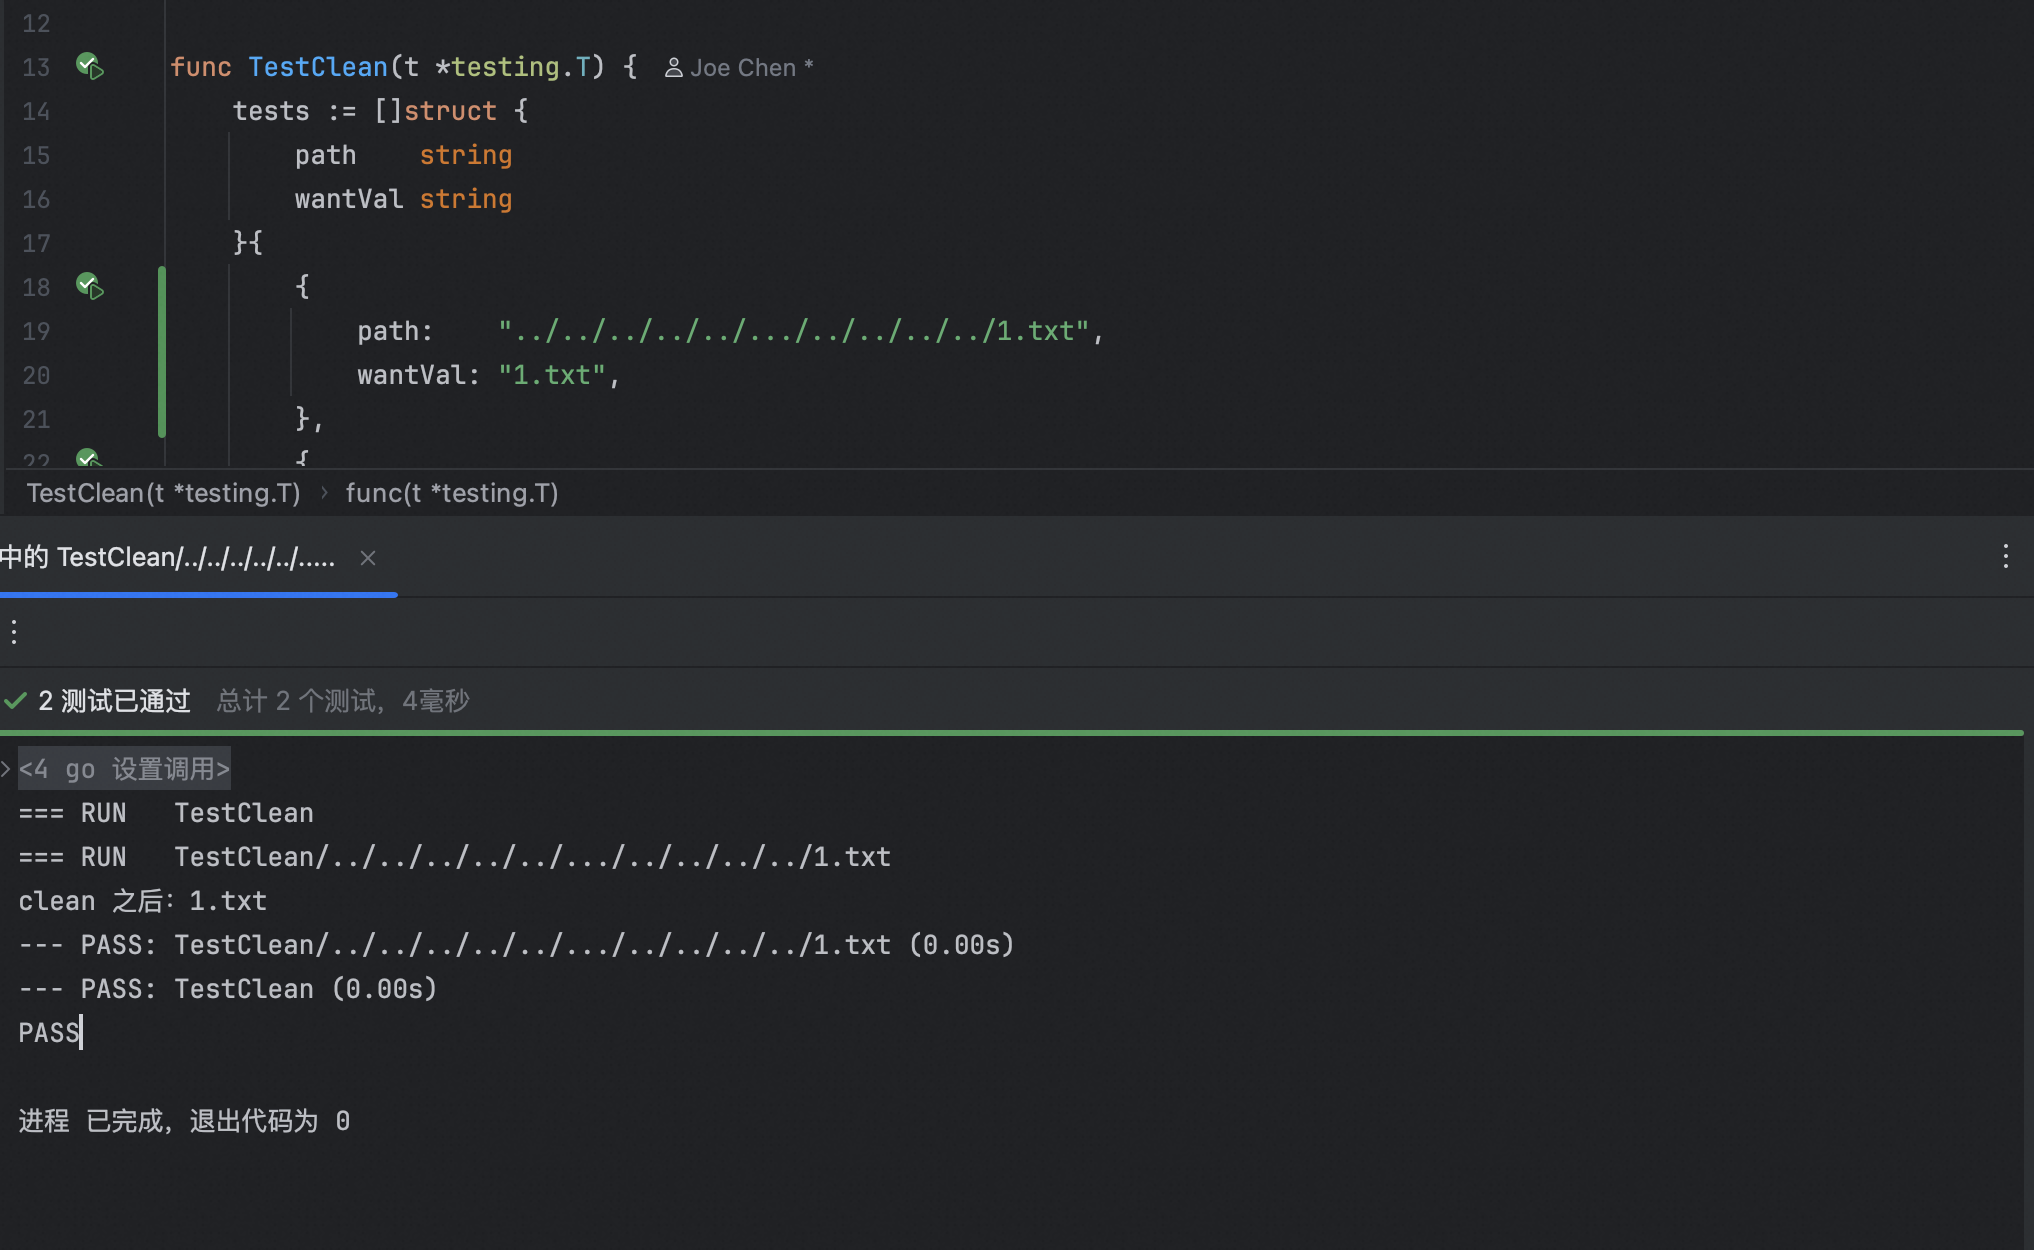 12
13 func TestClean(t *testing.T) { Joe Chen *
14 tests := []struct {
15 path string
16 wantVal string
17 }{
18 {
19 path: "../../../../../.../../../../../1.txt",
20 wantVal: "1.txt",
21 },
22 {
TestClean(t *testing.T) › func(t *testing.T)
中的 TestClean/../../../../../.....
2 测试已通过 总计 2 个测试, 4毫秒
<4 go 设置调用>
=== RUN   TestClean
=== RUN   TestClean/../../../../../.../../../../../1.txt
clean 之后: 1.txt
--- PASS: TestClean/../../../../../.../../../../../1.txt (0.00s)
--- PASS: TestClean (0.00s)
PASS
进程 已完成, 退出代码为 0